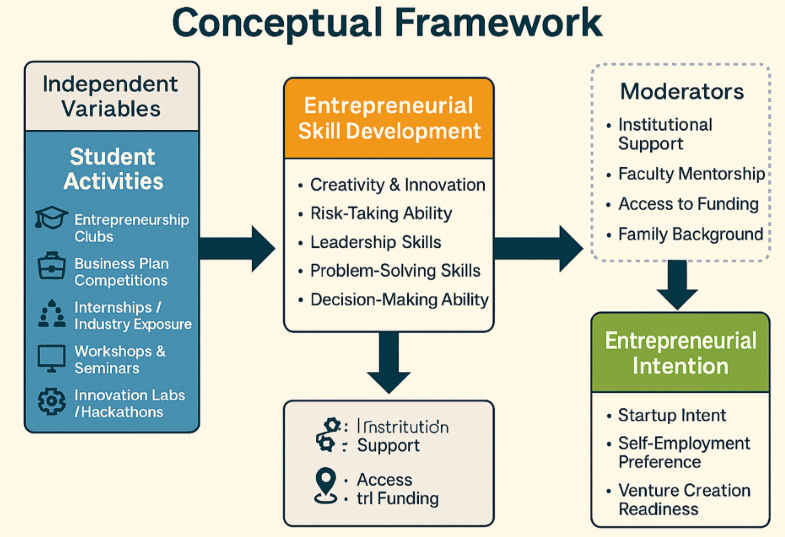 Conceptual Framework
Independent
Variables
Student
Activities
Entrepreneurship
Clubs
Business Plan
Competitions
Internships /
Industry Exposure
Workshops &
Seminars
Innovation Labs
/Hackathons
Entrepreneurial
Skill Development
• Creativity & Innovation
• Risk-Taking Ability
• Leadership Skills
• Problem-Solving Skills
• Decision-Making Ability
Support
• Access
trl Funding
Moderators
• Institutional
Support
• Faculty Mentorship
• Access to Funding
• Family Background
Entrepreneurial
Intention
• Startup Intent
• Self-Employment
Preference
• Venture Creation
Readiness